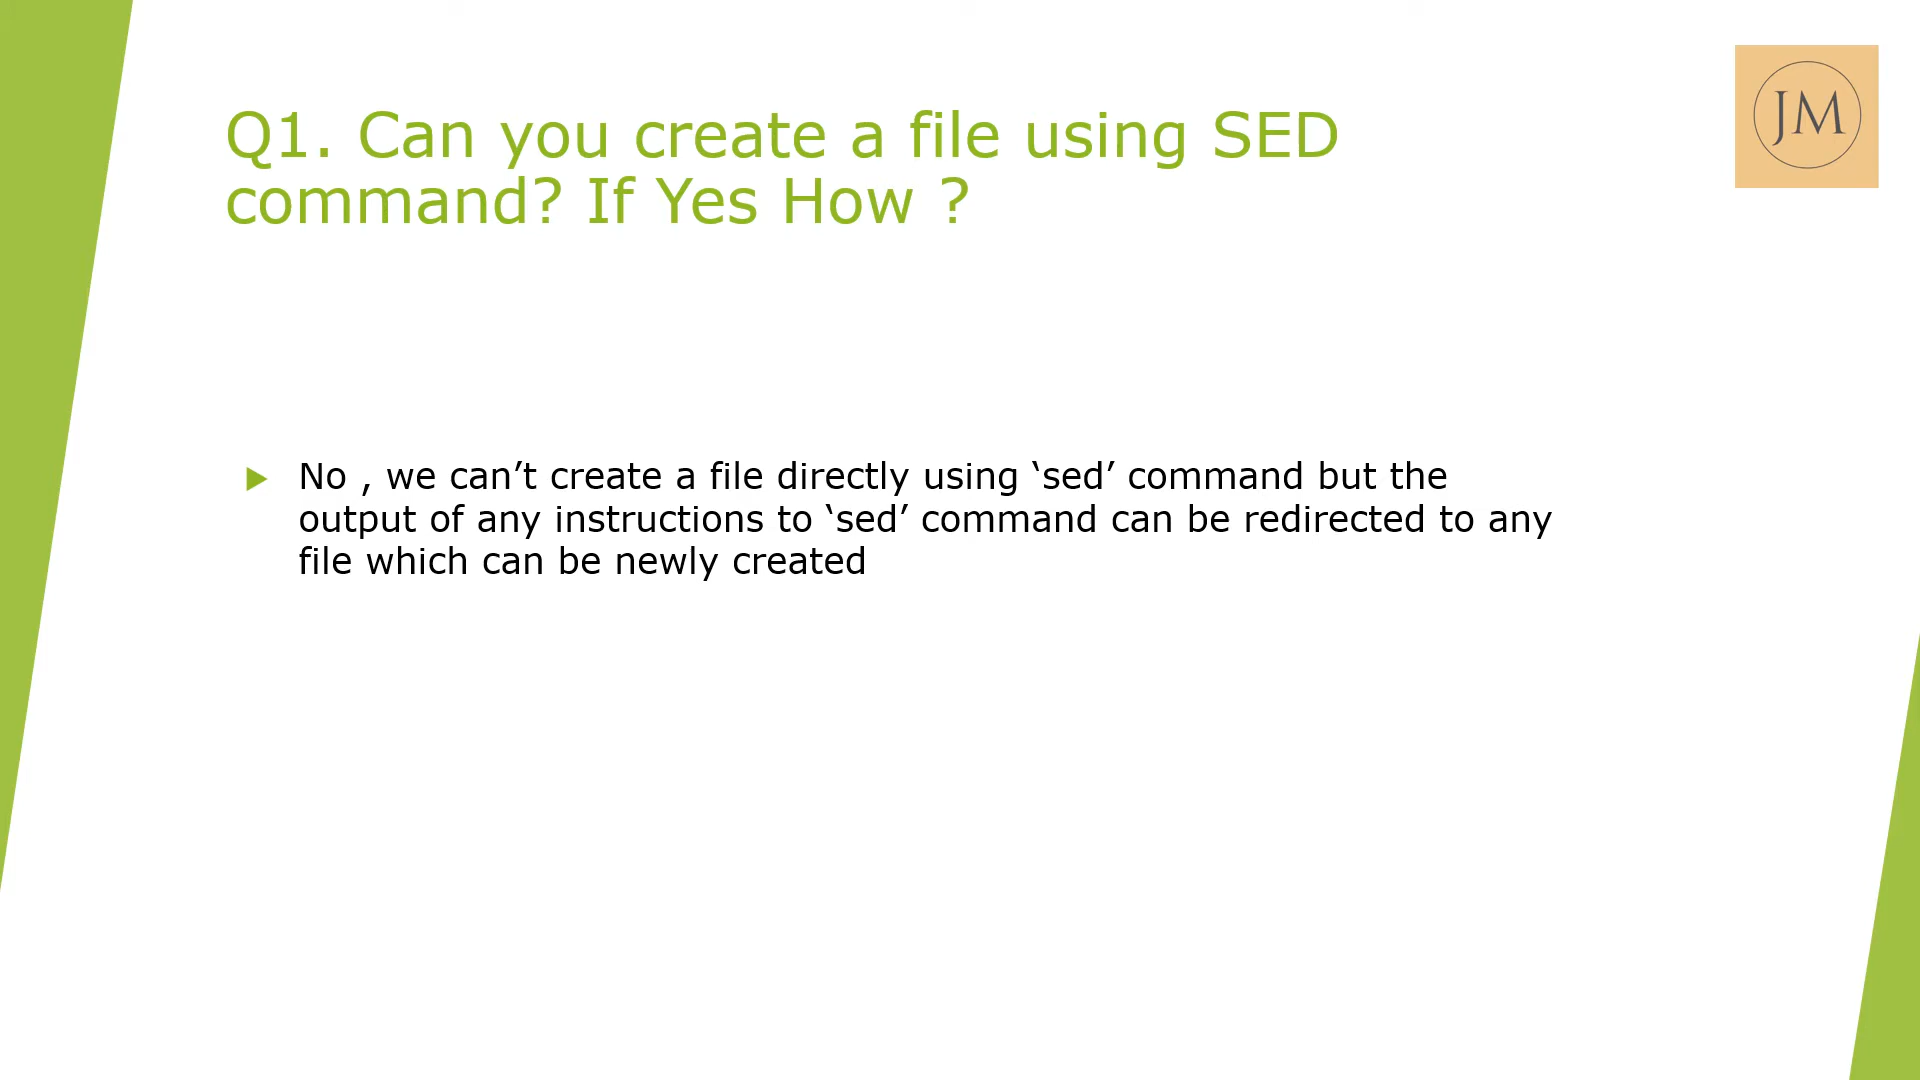 JM
Q1. Can you create a file using SED
command? If Yes How ?
No , we can’t create a file directly using ‘sed’ command but the
output of any instructions to ‘sed’ command can be redirected to any
file which can be newly created